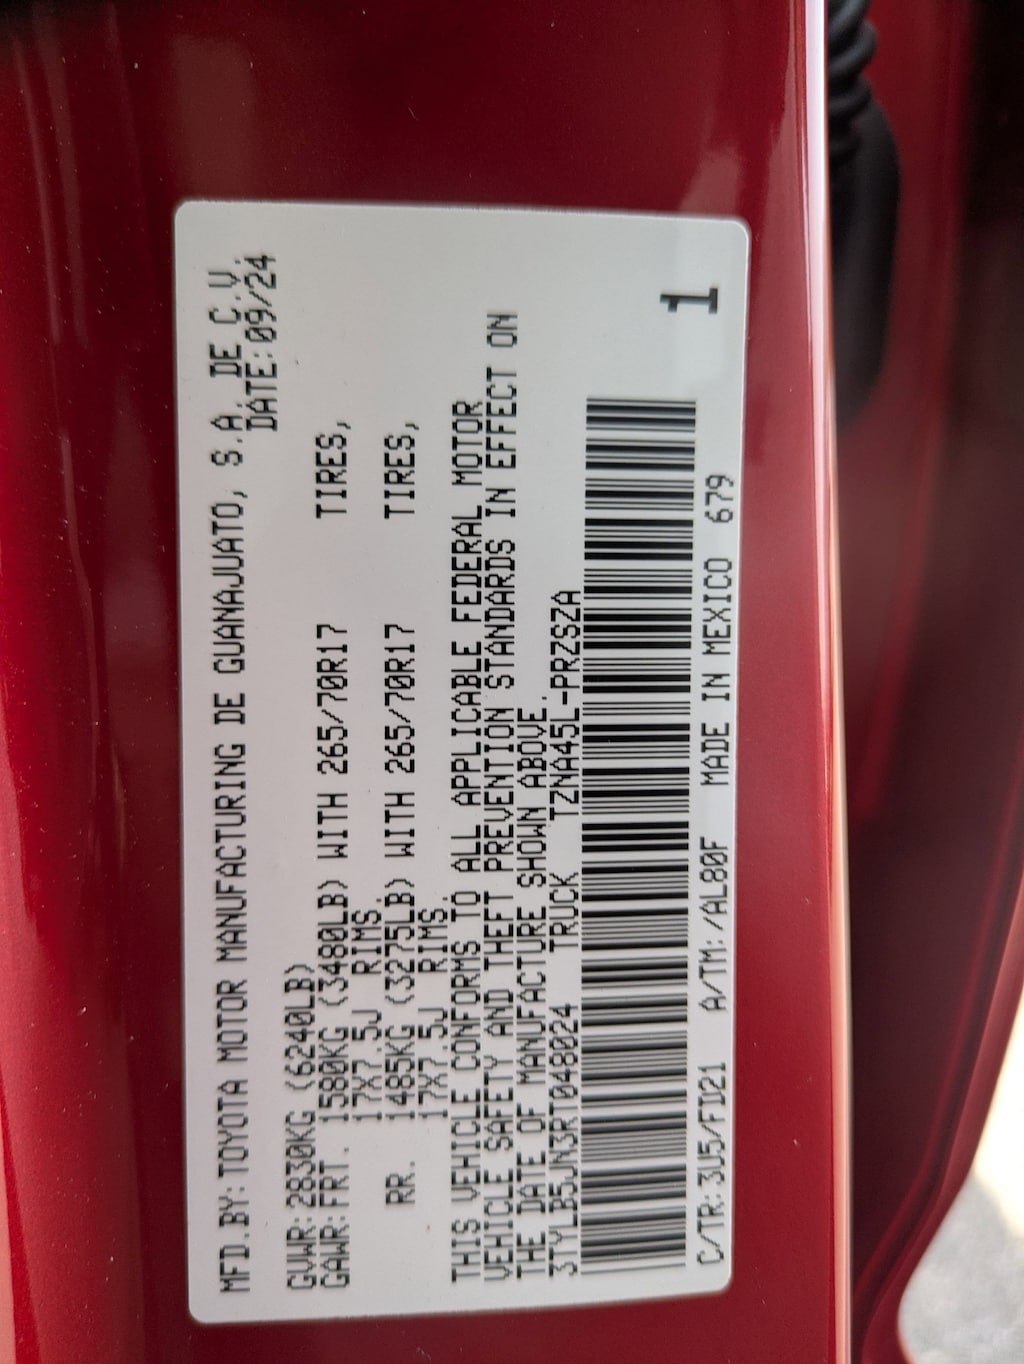 MFD.BY:TOYOTA MOTOR MANUFACTURING DE GUANAJUATO, S.A. DE C.V.
DATE:09/24
GVWR:2830KG (6240LB)
GAWR:FRT. 1580KG (3480LB) WITH 265/70R17 TIRES,
17X7.5J RIMS.
RR. 1485KG (3275LB) WITH 265/70R17 TIRES,
17X7.5J RIMS.
THIS VEHICLE CONFORMS TO ALL APPLICABLE FEDERAL MOTOR
VEHICLE SAFETY AND THEFT PREVENTION STANDARDS IN EFFECT ON
THE DATE OF MANUFACTURE SHOWN ABOVE.
3TYLB5JN3RT048024 TRUCK TZNA45L-PRZSZA
C/TR:3U5/FD21 A/TM:/AL80F MADE IN MEXICO 679
1